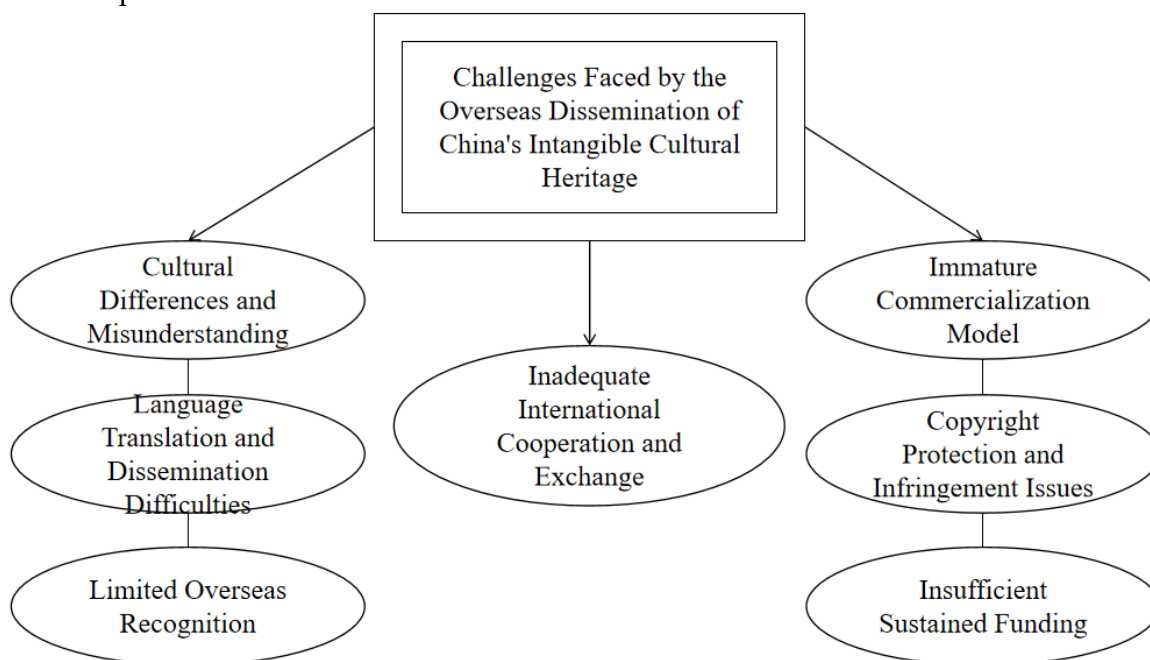 Challenges Faced by the
Overseas Dissemination of
China's Intangible Cultural
Heritage
Cultural
Differences and
Misunderstanding
Language
Translation and
Dissemination
Difficulties
Limited Overseas
Recognition
Inadequate
International
Cooperation and
Exchange
Immature
Commercialization
Model
Copyright
Protection and
Infringement Issues
Insufficient
Sustained Funding